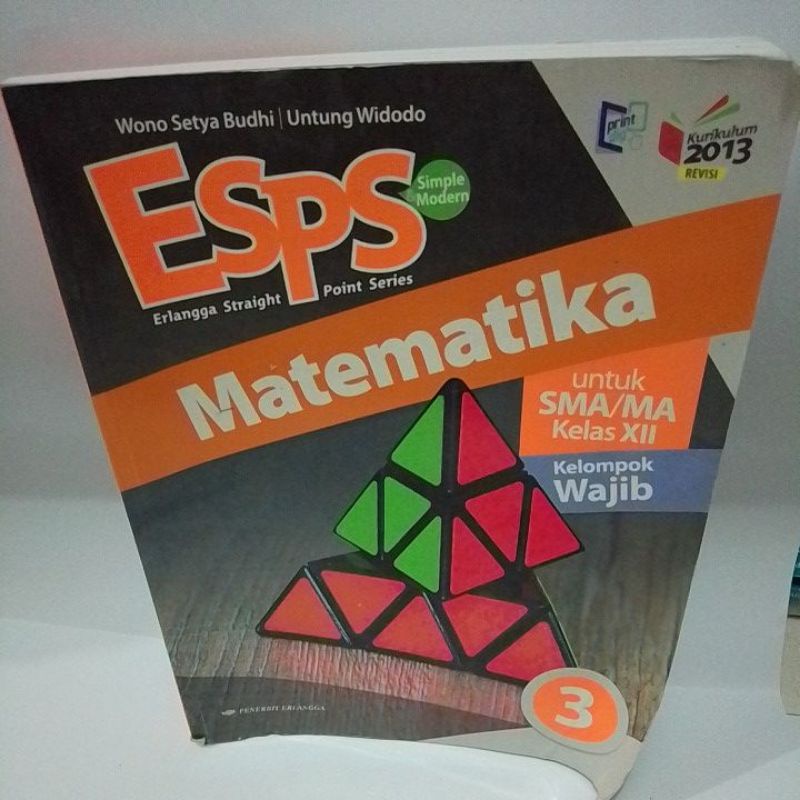 Wono Setya Budhi | Untung Widodo
print
Kurikulum
2013
REVISI
ESPS
Simple
Modern
Erlangga Straight Point Series
Matematika
untuk
SMA/MA
Kelas XII
Kelompok
Wajib
PENERBIT ERLANGGA
3